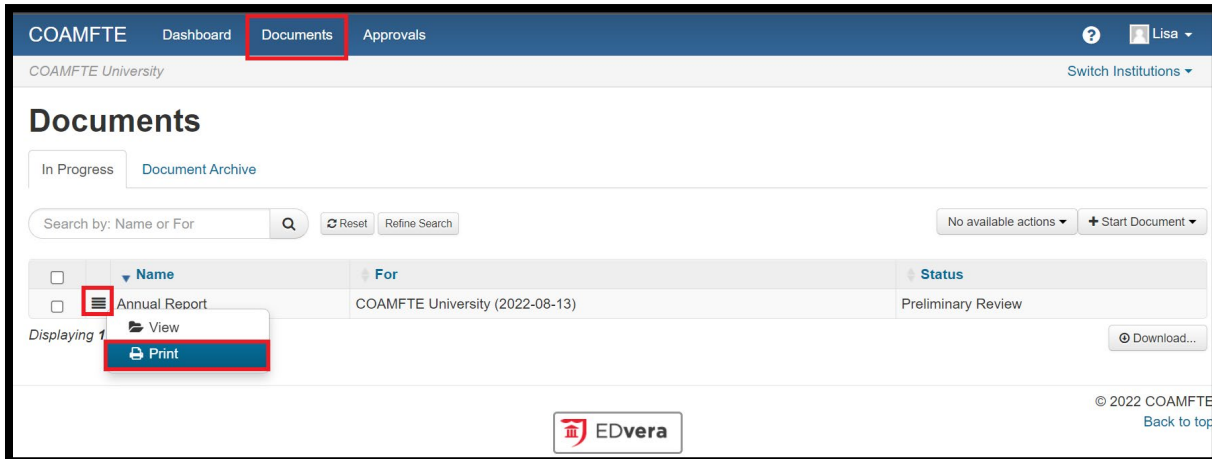 COAMFTE Dashboard Documents Approvals ? Lisa
COAMFTE University Switch Institutions
Documents
In Progress Document Archive
Search by: Name or For Reset Refine Search No available actions + Start Document
Name For Status
Annual Report COAMFTE University (2022-08-13) Preliminary Review
View
Displaying 1 Download...
Print
© 2022 COAMFTE
Back to top
EDvera